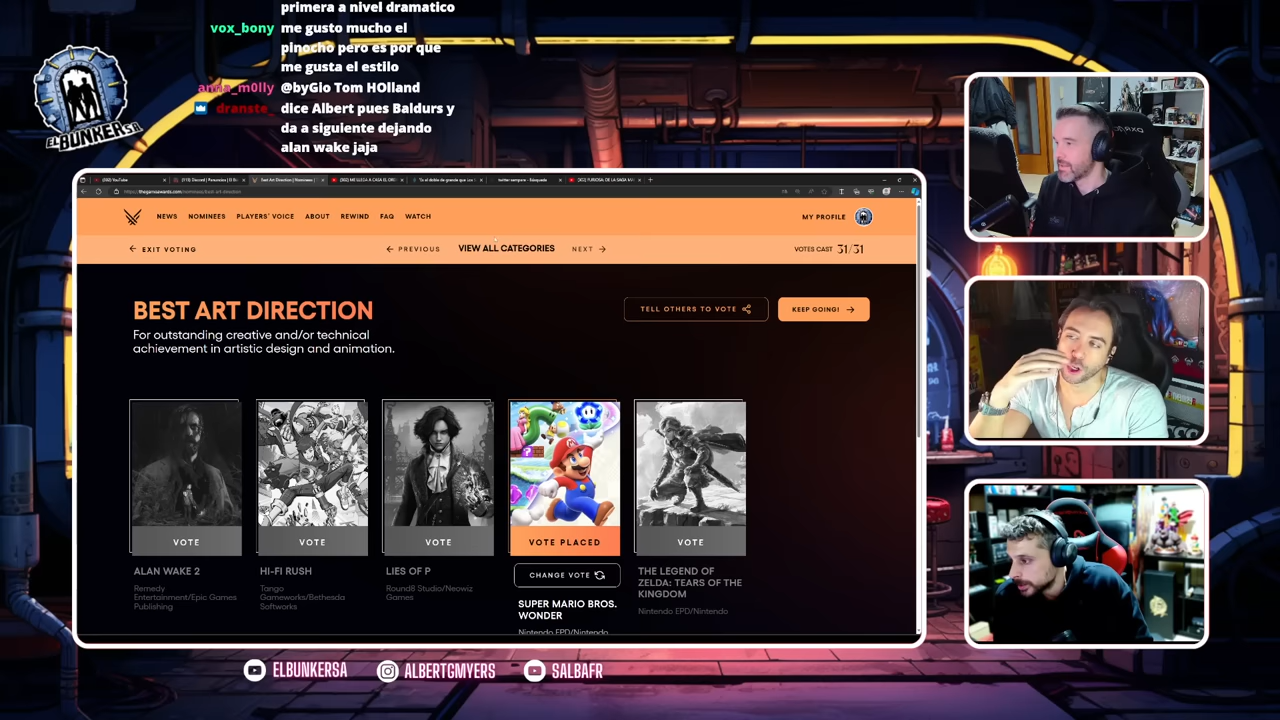 primera a nivel dramatico
vox_bony me gusto mucho el
pinocho pero es por que
me gusta el estilo
anna_m0lly @byGio Tom HOlland
dranste_ dice Albert pues Baldurs y
da a siguiente dejando
alan wake jaja
ELBUNKERSA
NEWS NOMINEES PLAYERS' VOICE ABOUT REWIND FAQ WATCH MY PROFILE
EXIT VOTING PREVIOUS VIEW ALL CATEGORIES NEXT VOTES CAST 31/31
BEST ART DIRECTION
For outstanding creative and/or technical
achievement in artistic design and animation.
TELL OTHERS TO VOTE KEEP GOING!
VOTE VOTE VOTE VOTE PLACED VOTE
CHANGE VOTE
ALAN WAKE 2
Remedy
Entertainment/Epic Games
Publishing
HI-FI RUSH
Tango
Gameworks/Bethesda
Softworks
LIES OF P
Round8 Studio/Neowiz
Games
SUPER MARIO BROS.
WONDER
Nintendo EPD/Nintendo
THE LEGEND OF
ZELDA: TEARS OF THE
KINGDOM
Nintendo EPD/Nintendo
ELBUNKERSA ALBERTGMYERS SALBAFR